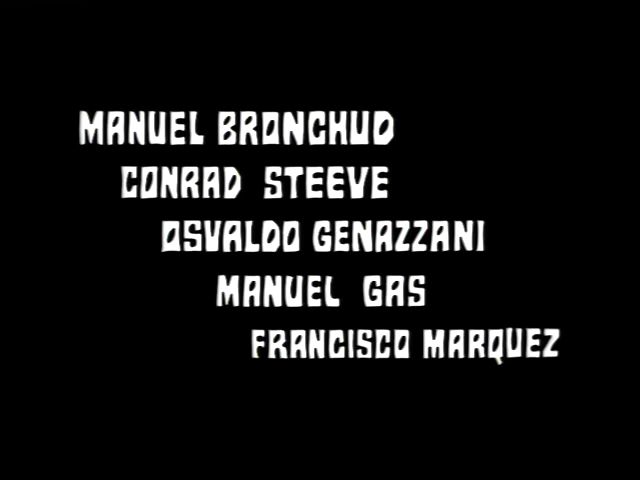 MANUEL BRONCHUD
CONRAD STEEVE
OSVALDO GENAZZANI
MANUEL GAS
FRANCISCO MARQUEZ